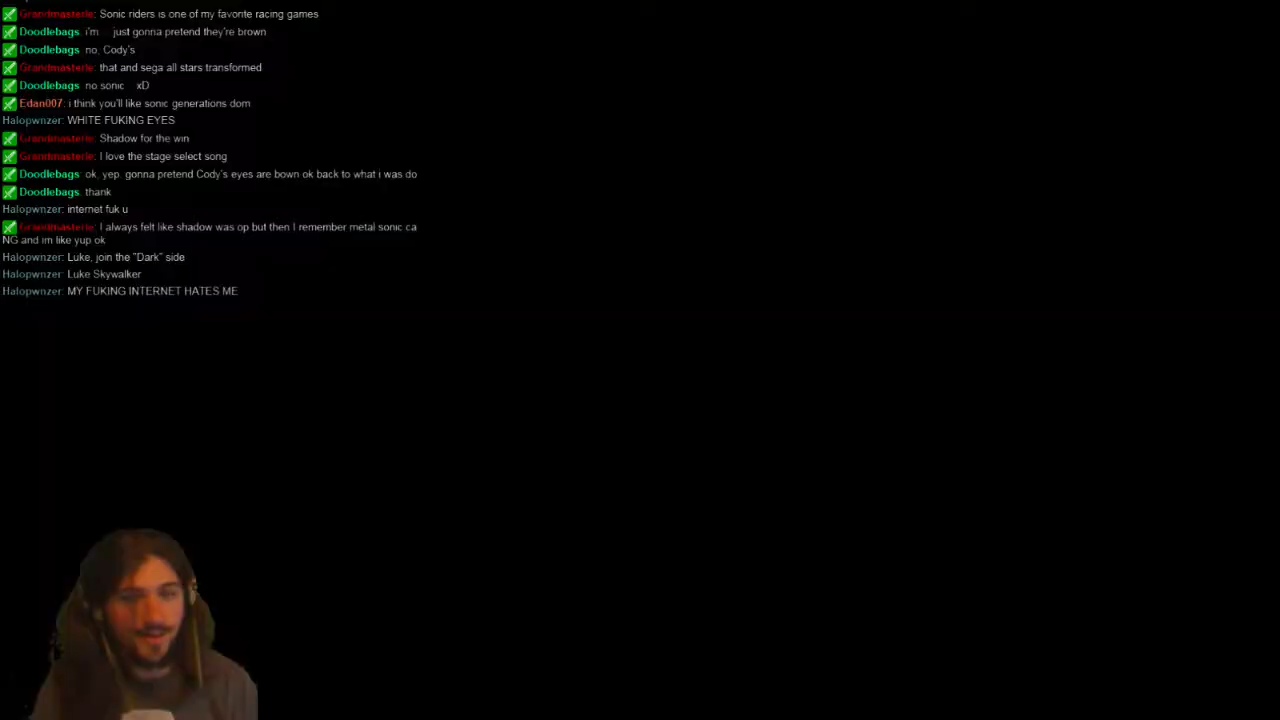 Grandmasterle: Sonic riders is one of my favorite racing games
Doodlebags: i'm just gonna pretend they're brown
Doodlebags: no, Cody's
Grandmasterle: that and sega all stars transformed
Doodlebags: no sonic xD
Edan007: i think you'll like sonic generations dom
Halopwnzer: WHITE FUKING EYES
Grandmasterle: Shadow for the win
Grandmasterle: I love the stage select song
Doodlebags: ok, yep. gonna pretend Cody's eyes are bown ok back to what i was do
Doodlebags: thank
Halopwnzer: internet fuk u
Grandmasterle: I always felt like shadow was op but then I remember metal sonic ca
NG and im like yup ok
Halopwnzer: Luke, join the "Dark" side
Halopwnzer: Luke Skywalker
Halopwnzer: MY FUKING INTERNET HATES ME